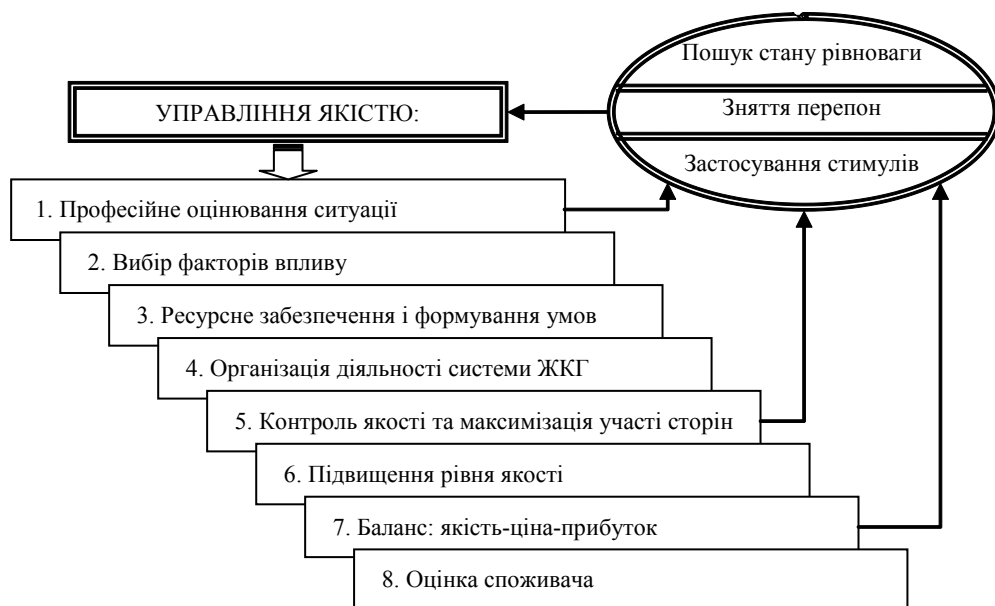 Пошук стану рівноваги
Зняття перепон
Застосування стимулів
УПРАВЛІННЯ ЯКІСТЮ:
1. Професійне оцінювання ситуації
2. Вибір факторів впливу
3. Ресурсне забезпечення і формування умов
4. Організація діяльності системи ЖКГ
5. Контроль якості та максимізація участі сторін
6. Підвищення рівня якості
7. Баланс: якість-ціна-прибуток
8. Оцінка споживача